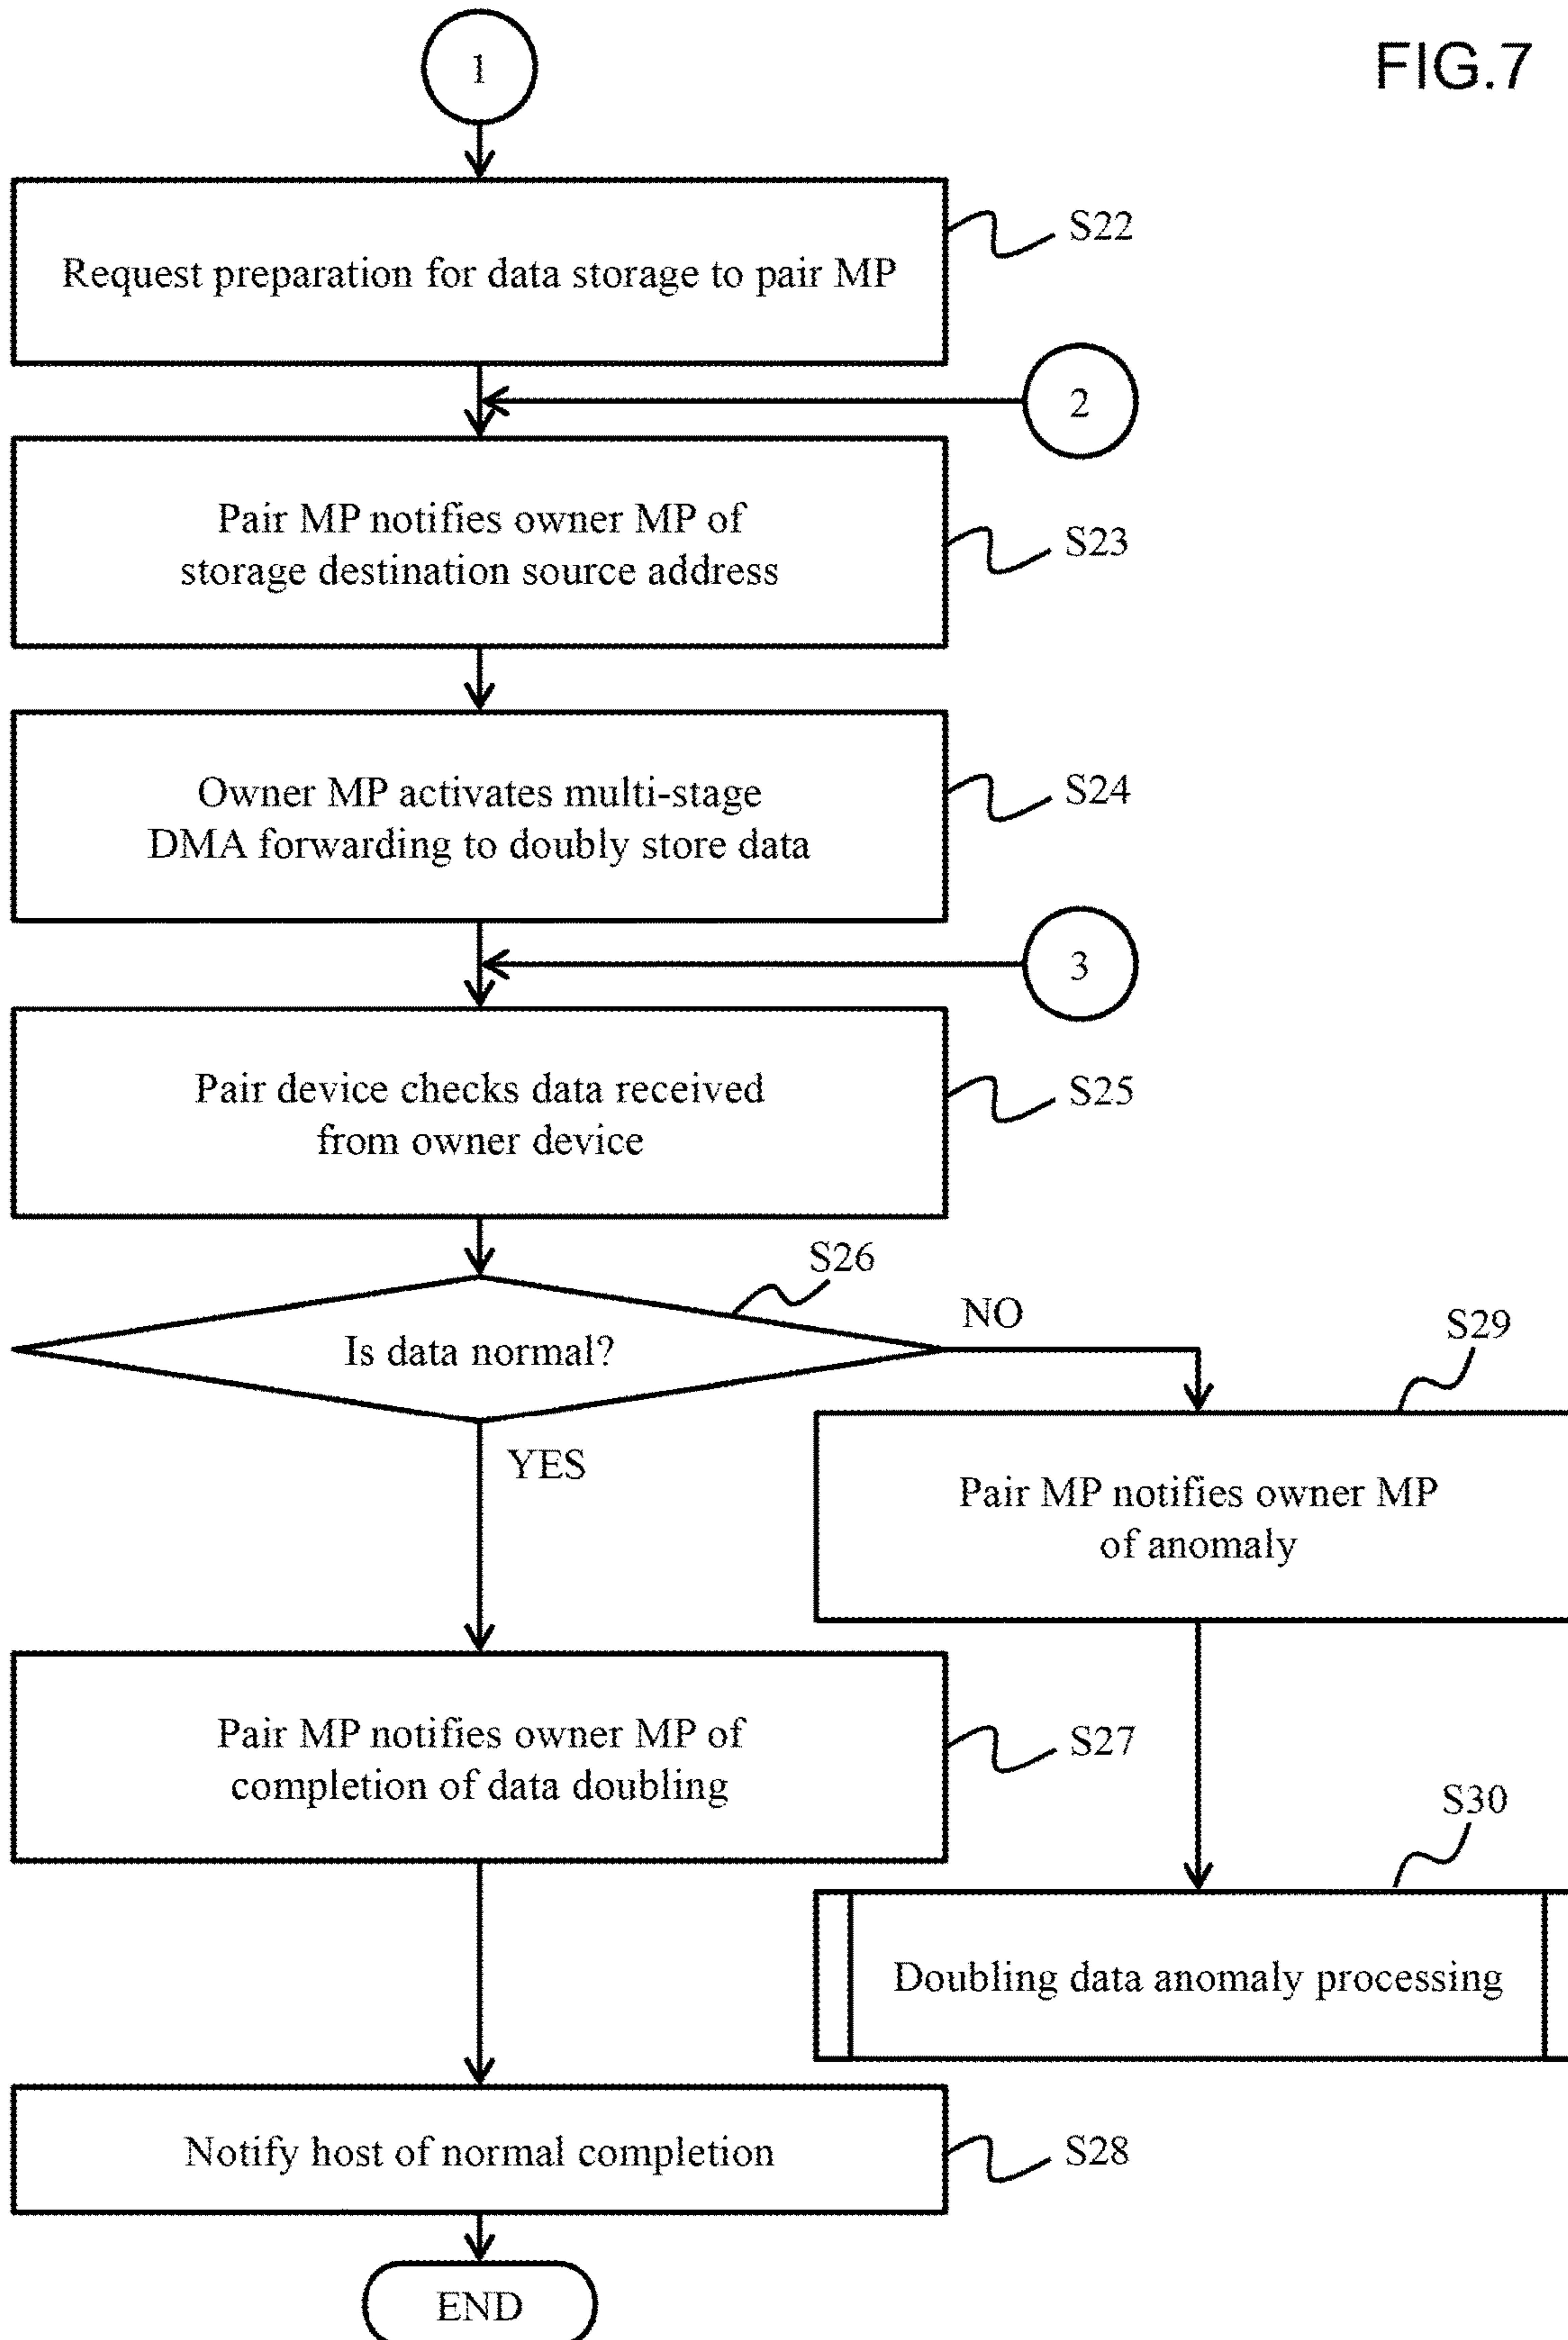 FIG.7
1
Request preparation for data storage to pair MP
S22
2
Pair MP notifies owner MP of
storage destination source address
S23
Owner MP activates multi-stage
DMA forwarding to doubly store data
S24
3
Pair device checks data received
from owner device
S25
S26
Is data normal?
NO
YES
S29
Pair MP notifies owner MP
of anomaly
Pair MP notifies owner MP of
completion of data doubling
S27
S30
Doubling data anomaly processing
Notify host of normal completion
S28
END